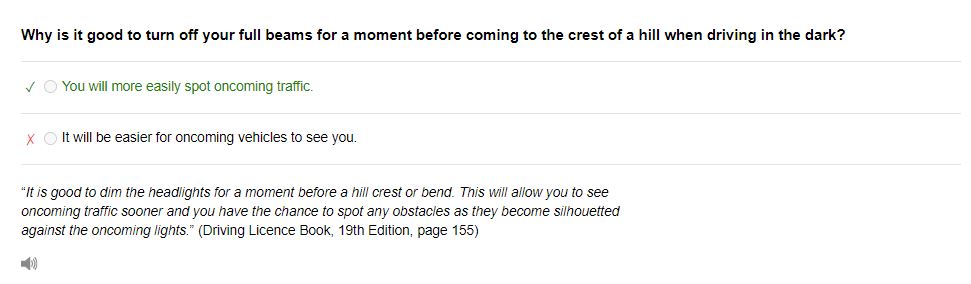 Why is it good to turn off your full beams for a moment before coming to the crest of a hill when driving in the dark?
✓ You will more easily spot oncoming traffic.
X It will be easier for oncoming vehicles to see you.
“It is good to dim the headlights for a moment before a hill crest or bend. This will allow you to see
oncoming traffic sooner and you have the chance to spot any obstacles as they become silhouetted
against the oncoming lights.” (Driving Licence Book, 19th Edition, page 155)